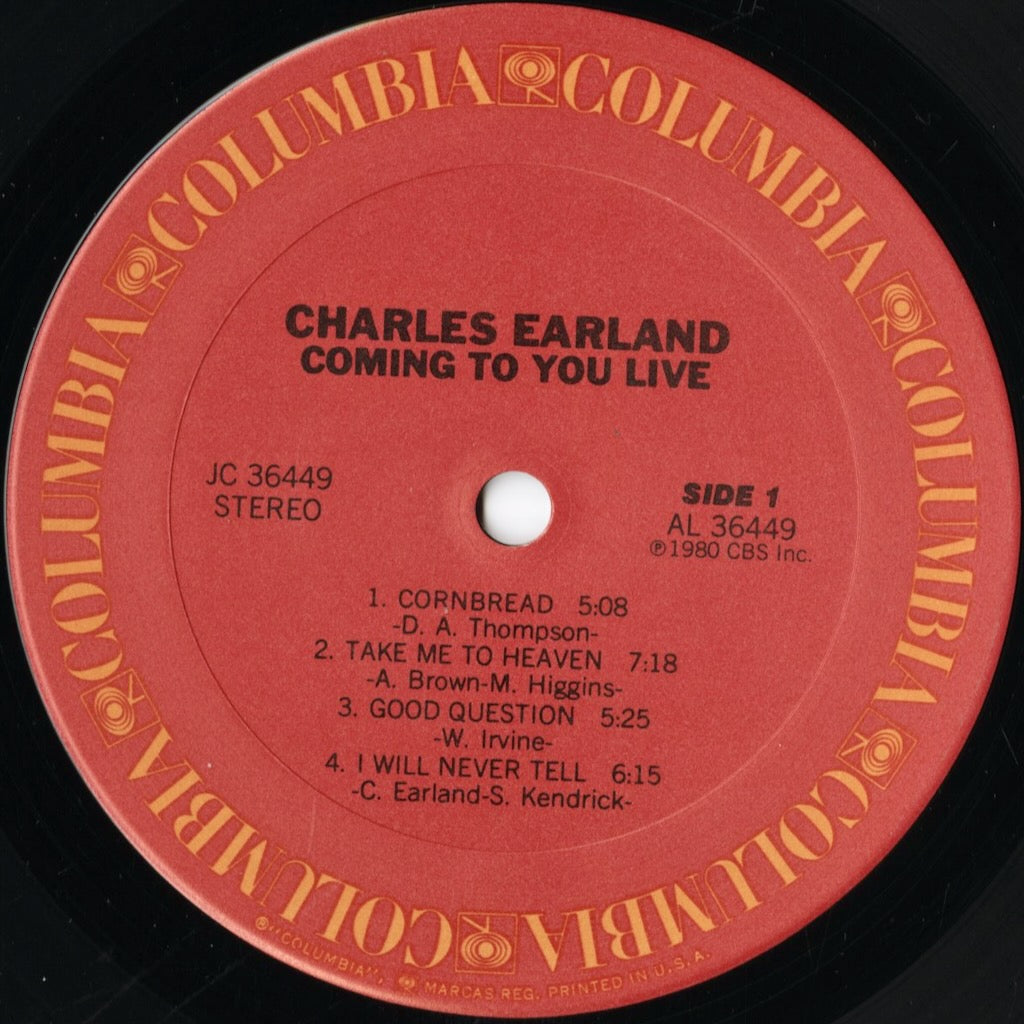 COLUMBIA COLUMBIA COLUMBIA COLUMBIA COLUMBIA COLUMBIA
CHARLES EARLAND
COMING TO YOU LIVE
JC 36449
STEREO
SIDE 1
AL 36449
℗1980 CBS Inc.
1. CORNBREAD 5:08
-D. A. Thompson-
2. TAKE ME TO HEAVEN 7:18
-A. Brown-M. Higgins-
3. GOOD QUESTION 5:25
-W. Irvine-
4. I WILL NEVER TELL 6:15
-C. Earland-S. Kendrick-
®"COLUMBIA", MARCAS REG. PRINTED IN U.S.A.